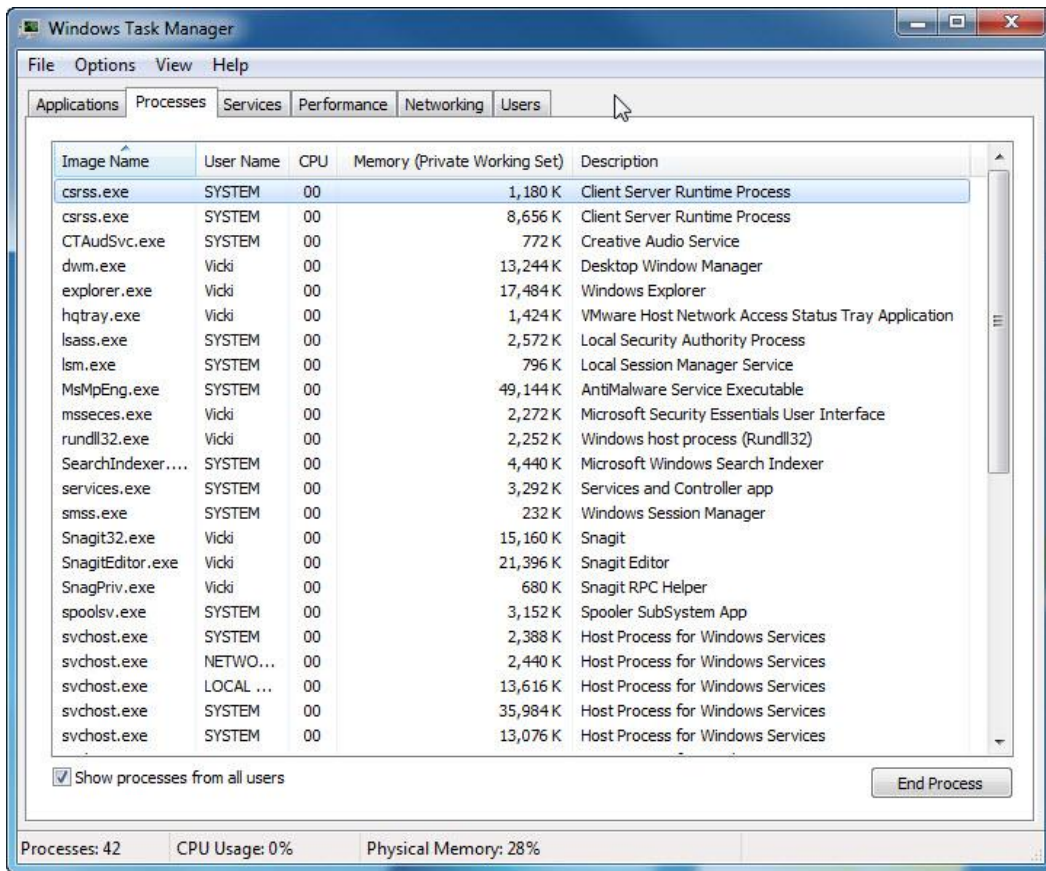 Windows Task Manager
File Options View Help
Applications Processes Services Performance Networking Users
Image Name User Name CPU Memory (Private Working Set) Description
csrss.exe SYSTEM 00 1,180 K Client Server Runtime Process
csrss.exe SYSTEM 00 8,656 K Client Server Runtime Process
CTAudSvc.exe SYSTEM 00 772 K Creative Audio Service
dwm.exe Vicki 00 13,244 K Desktop Window Manager
explorer.exe Vicki 00 17,484 K Windows Explorer
hqtray.exe Vicki 00 1,424 K VMware Host Network Access Status Tray Application
lsass.exe SYSTEM 00 2,572 K Local Security Authority Process
lsm.exe SYSTEM 00 796 K Local Session Manager Service
MsMpEng.exe SYSTEM 00 49,144 K AntiMalware Service Executable
msseces.exe Vicki 00 2,272 K Microsoft Security Essentials User Interface
rundll32.exe Vicki 00 2,252 K Windows host process (Rundll32)
SearchIndexer.... SYSTEM 00 4,440 K Microsoft Windows Search Indexer
services.exe SYSTEM 00 3,292 K Services and Controller app
smss.exe SYSTEM 00 232 K Windows Session Manager
Snagit32.exe Vicki 00 15,160 K Snagit
SnagitEditor.exe Vicki 00 21,396 K Snagit Editor
SnagPriv.exe Vicki 00 680 K Snagit RPC Helper
spoolsv.exe SYSTEM 00 3,152 K Spooler SubSystem App
svchost.exe SYSTEM 00 2,388 K Host Process for Windows Services
svchost.exe NETWO... 00 2,440 K Host Process for Windows Services
svchost.exe LOCAL ... 00 13,616 K Host Process for Windows Services
svchost.exe SYSTEM 00 35,984 K Host Process for Windows Services
svchost.exe SYSTEM 00 13,076 K Host Process for Windows Services
Show processes from all users
End Process
Processes: 42 CPU Usage: 0% Physical Memory: 28%